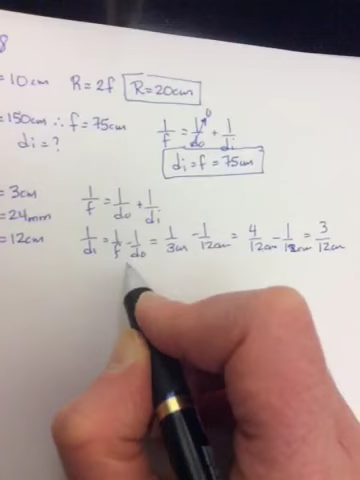 8
= 10cm R = 2f R = 20cm
= 150cm ∴ f = 75cm 1/f = 1/do + 1/di
0
di = ?
di = f = 75cm
= 3cm 1/f = 1/do + 1/di
= 24mm
= 12cm 1/di = 1/f - 1/do = 1/3cm - 1/12cm = 4/12cm - 1/12cm = 3/12cm